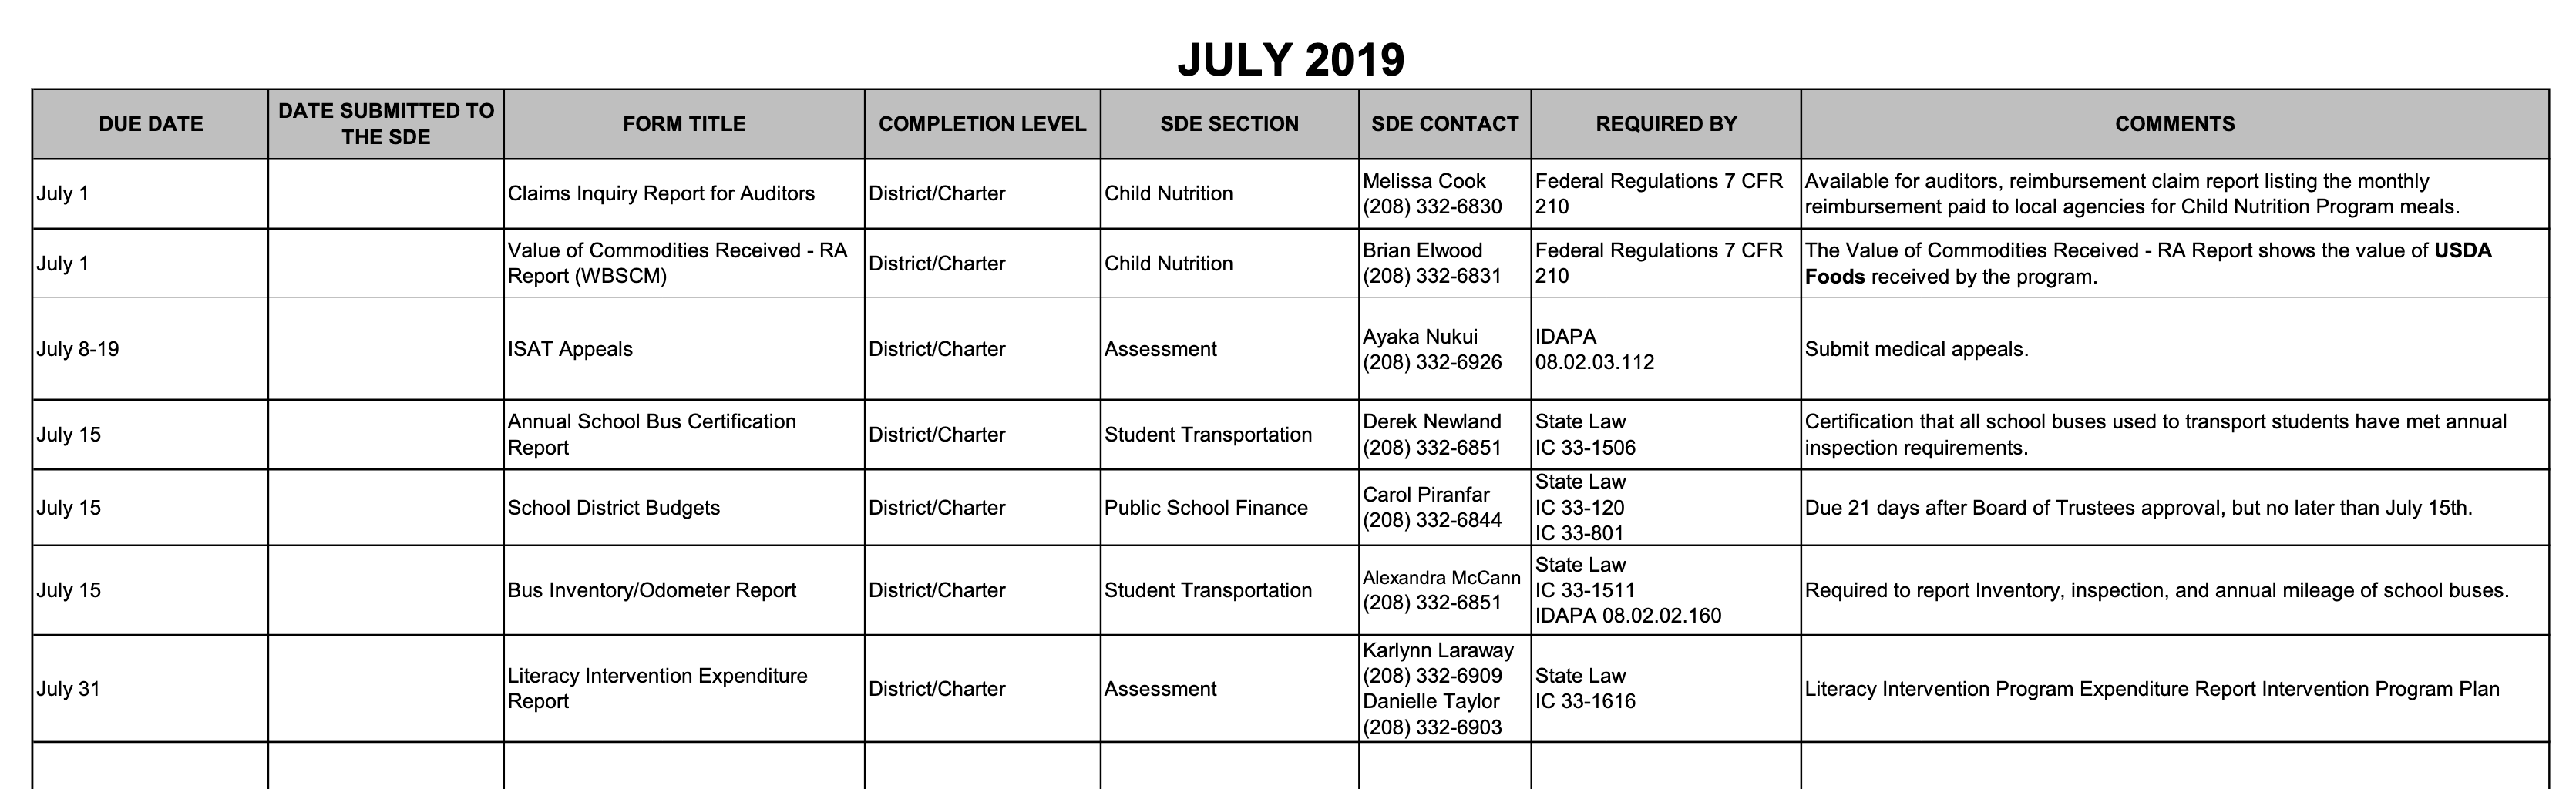 JULY 2019
DUE DATE
DATE SUBMITTED TO
THE SDE
FORM TITLE
COMPLETION LEVEL
SDE SECTION
SDE CONTACT
REQUIRED BY
COMMENTS
July 1
Claims Inquiry Report for Auditors
District/Charter
Child Nutrition
Melissa Cook
(208) 332-6830
Federal Regulations 7 CFR
210
Available for auditors, reimbursement claim report listing the monthly
reimbursement paid to local agencies for Child Nutrition Program meals.
July 1
Value of Commodities Received - RA
Report (WBSCM)
District/Charter
Child Nutrition
Brian Elwood
(208) 332-6831
Federal Regulations 7 CFR
210
The Value of Commodities Received - RA Report shows the value of USDA
Foods received by the program.
July 8-19
ISAT Appeals
District/Charter
Assessment
Ayaka Nukui
(208) 332-6926
IDAPA
08.02.03.112
Submit medical appeals.
July 15
Annual School Bus Certification
Report
District/Charter
Student Transportation
Derek Newland
(208) 332-6851
State Law
IC 33-1506
Certification that all school buses used to transport students have met annual
inspection requirements.
July 15
School District Budgets
District/Charter
Public School Finance
Carol Piranfar
(208) 332-6844
State Law
IC 33-120
IC 33-801
Due 21 days after Board of Trustees approval, but no later than July 15th.
July 15
Bus Inventory/Odometer Report
District/Charter
Student Transportation
Alexandra McCann
(208) 332-6851
State Law
IC 33-1511
IDAPA 08.02.02.160
Required to report Inventory, inspection, and annual mileage of school buses.
July 31
Literacy Intervention Expenditure
Report
District/Charter
Assessment
Karlynn Laraway
(208) 332-6909
Danielle Taylor
(208) 332-6903
State Law
IC 33-1616
Literacy Intervention Program Expenditure Report Intervention Program Plan